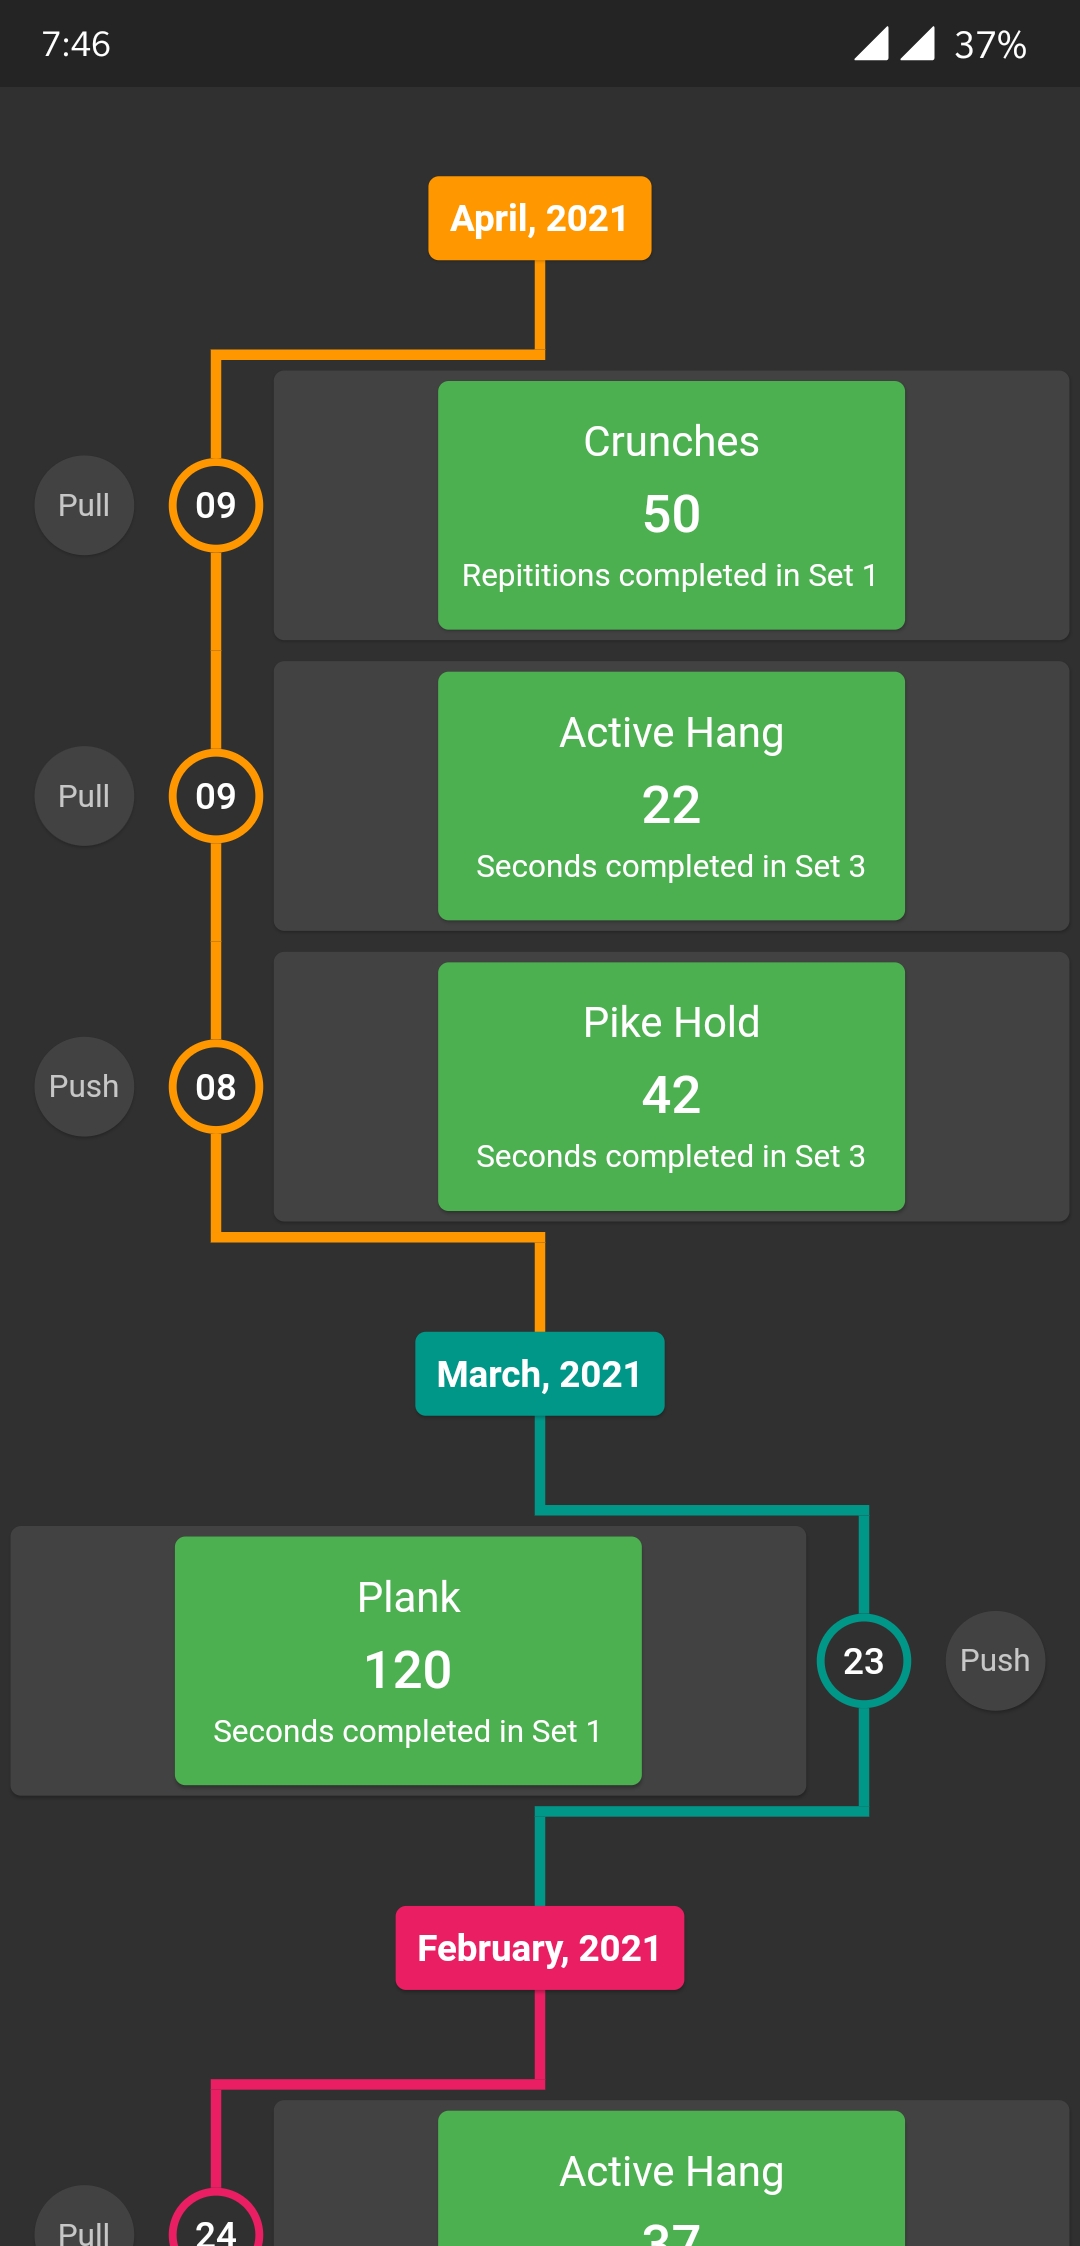 7:46
37%
April, 2021
Crunches
Pull
09
50
Repititions completed in Set 1
Active Hang
Pull
09
22
Seconds completed in Set 3
Pike Hold
Push
08
42
Seconds completed in Set 3
March, 2021
Plank
120
23
Push
Seconds completed in Set 1
February, 2021
Active Hang
Pull
24
37